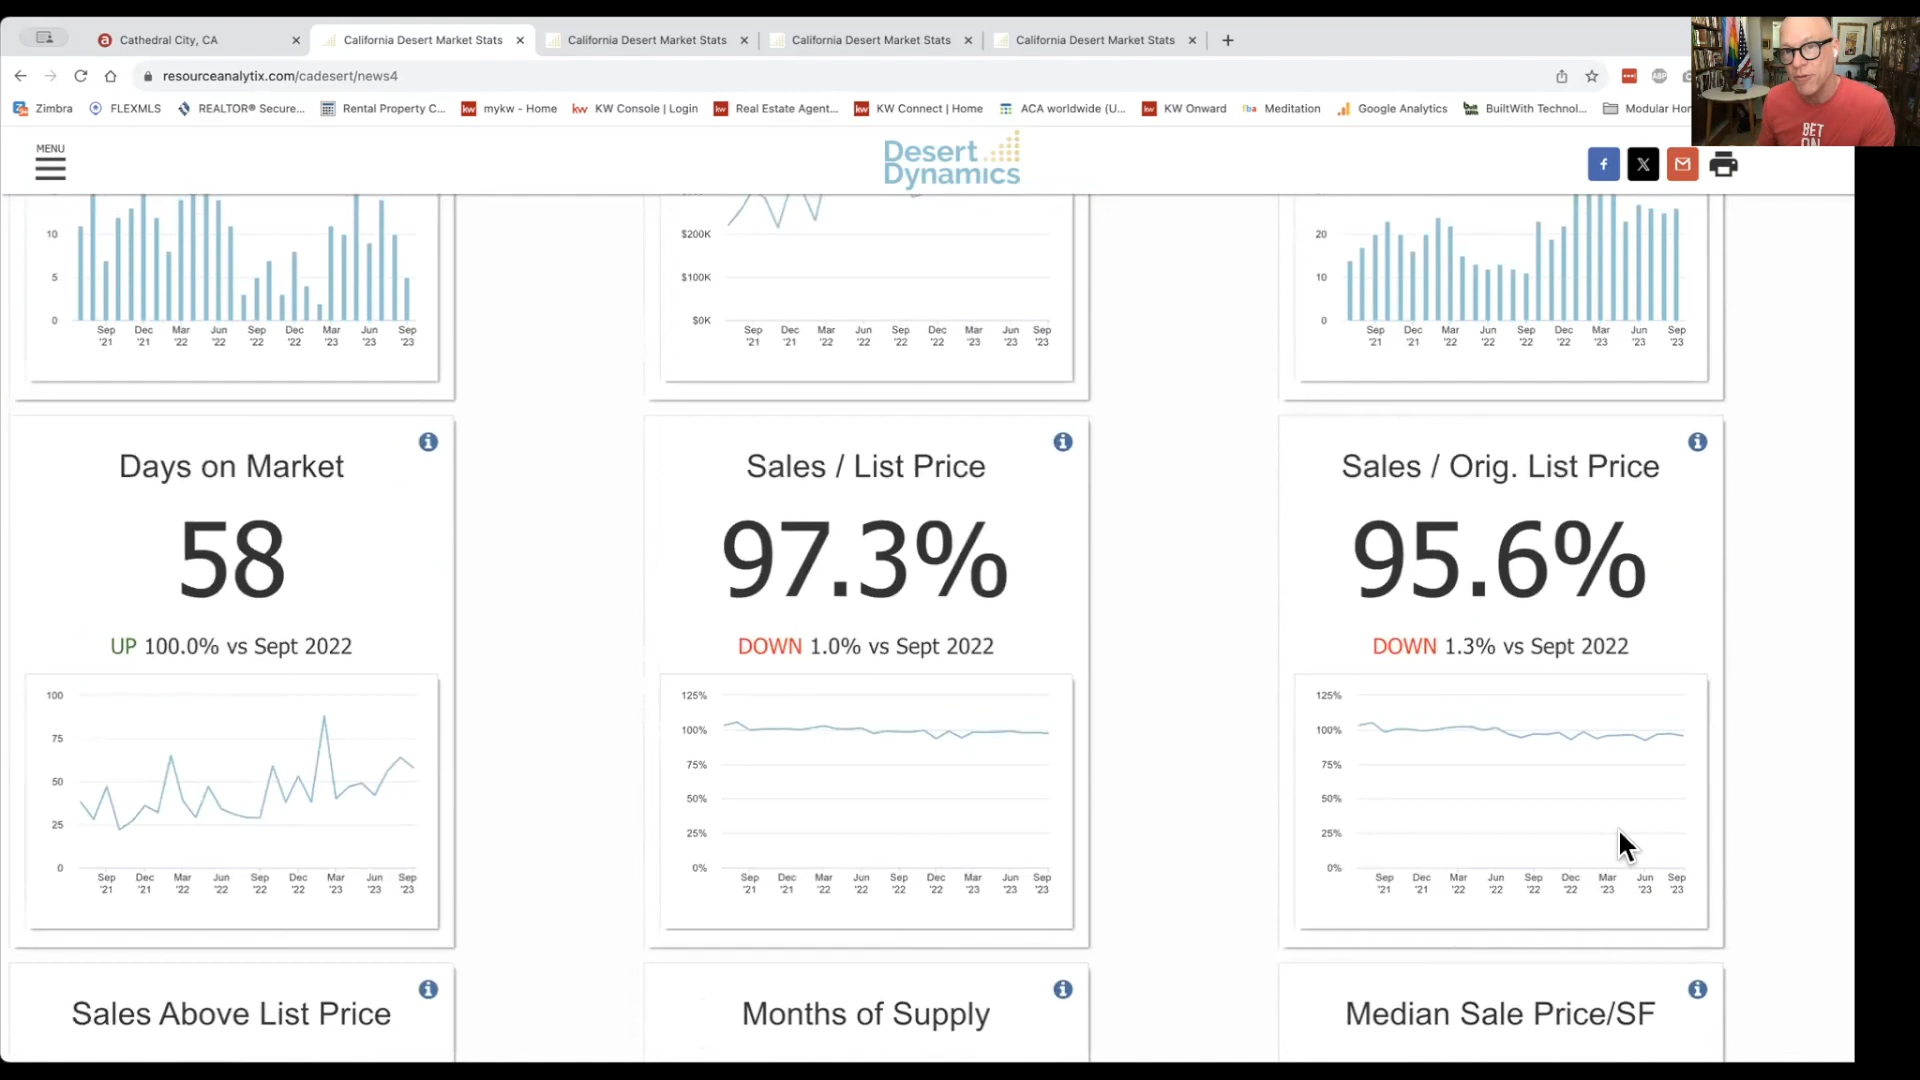 Cathedral City, CA
California Desert Market Stats
California Desert Market Stats
California Desert Market Stats
California Desert Market Stats
resourceanalytix.com/cadesert/news4
ABP
Zimbra
FLEXMLS
REALTOR® Secure...
Rental Property C...
kw mykw - Home
kw KW Console | Login
kw Real Estate Agent...
kw KW Connect | Home
ACA worldwide (U...
kw KW Onward
fba Meditation
Google Analytics
built with BuiltWith Technol...
Modular Hor
BET
ON
MENU
Desert
Dynamics
10
5
0
Sep '21 Dec '21 Mar '22 Jun '22 Sep '22 Dec '22 Mar '23 Jun '23 Sep '23
$200K
$100K
$0K
Sep '21 Dec '21 Mar '22 Jun '22 Sep '22 Dec '22 Mar '23 Jun '23 Sep '23
20
10
0
Sep '21 Dec '21 Mar '22 Jun '22 Sep '22 Dec '22 Mar '23 Jun '23 Sep '23
Days on Market
58
UP 100.0% vs Sept 2022
100
75
50
25
0
Sep '21 Dec '21 Mar '22 Jun '22 Sep '22 Dec '22 Mar '23 Jun '23 Sep '23
Sales / List Price
97.3%
DOWN 1.0% vs Sept 2022
125%
100%
75%
50%
25%
0%
Sep '21 Dec '21 Mar '22 Jun '22 Sep '22 Dec '22 Mar '23 Jun '23 Sep '23
Sales / Orig. List Price
95.6%
DOWN 1.3% vs Sept 2022
125%
100%
75%
50%
25%
0%
Sep '21 Dec '21 Mar '22 Jun '22 Sep '22 Dec '22 Mar '23 Jun '23 Sep '23
Sales Above List Price
Months of Supply
Median Sale Price/SF